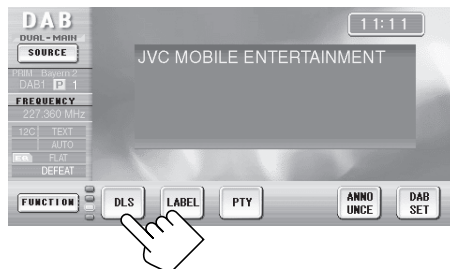 DAB
DUAL-MAIN
11:11
SOURCE
JVC MOBILE ENTERTAINMENT
PRIM Bayern 2
DAB1 P 1
FREQUENCY
227.360 MHz
12C TEXT
AUTO
EQ FLAT
DEFEAT
FUNCTION
DLS
LABEL
PTY
ANNO
UNCE
DAB
SET